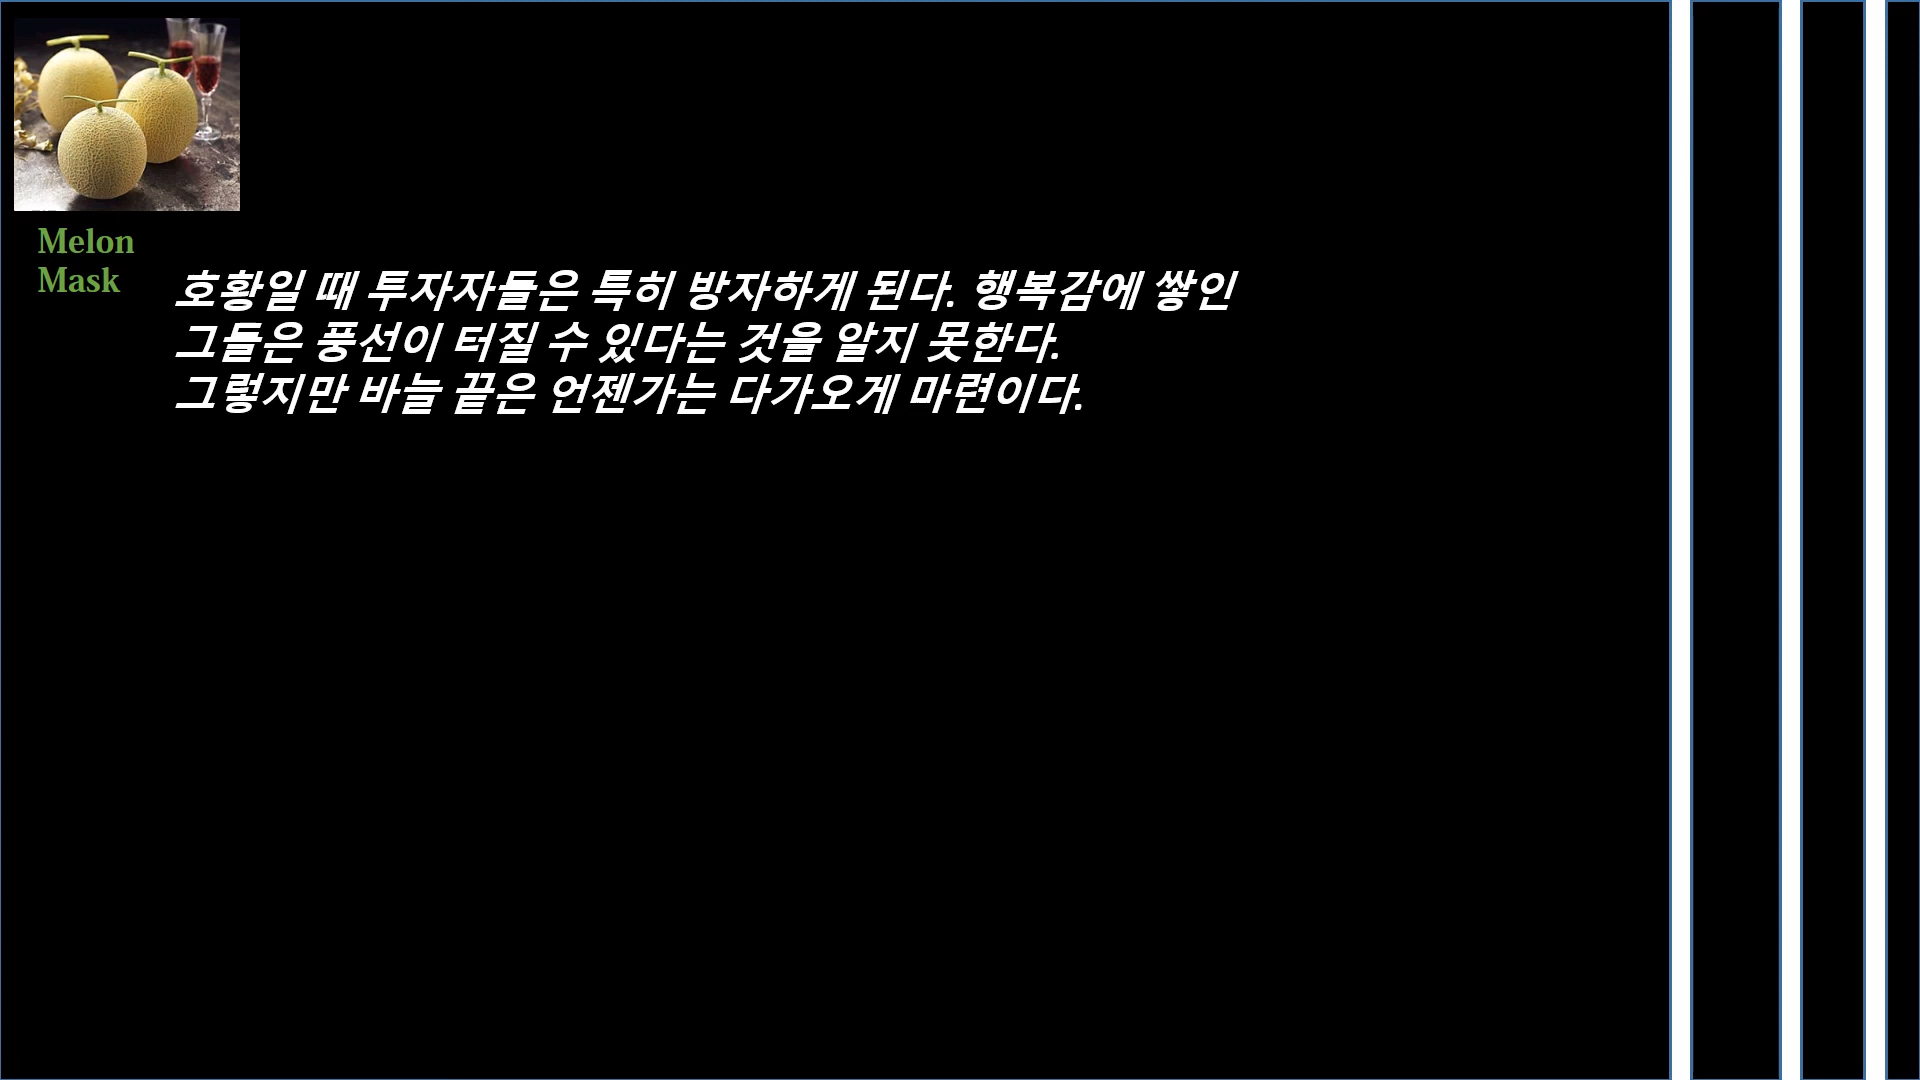 Melon
Mask
호황일 때 투자자들은 특히 방자하게 된다. 행복감에 쌓인
그들은 풍선이 터질 수 있다는 것을 알지 못한다.
그렇지만 바늘 끝은 언젠가는 다가오게 마련이다.